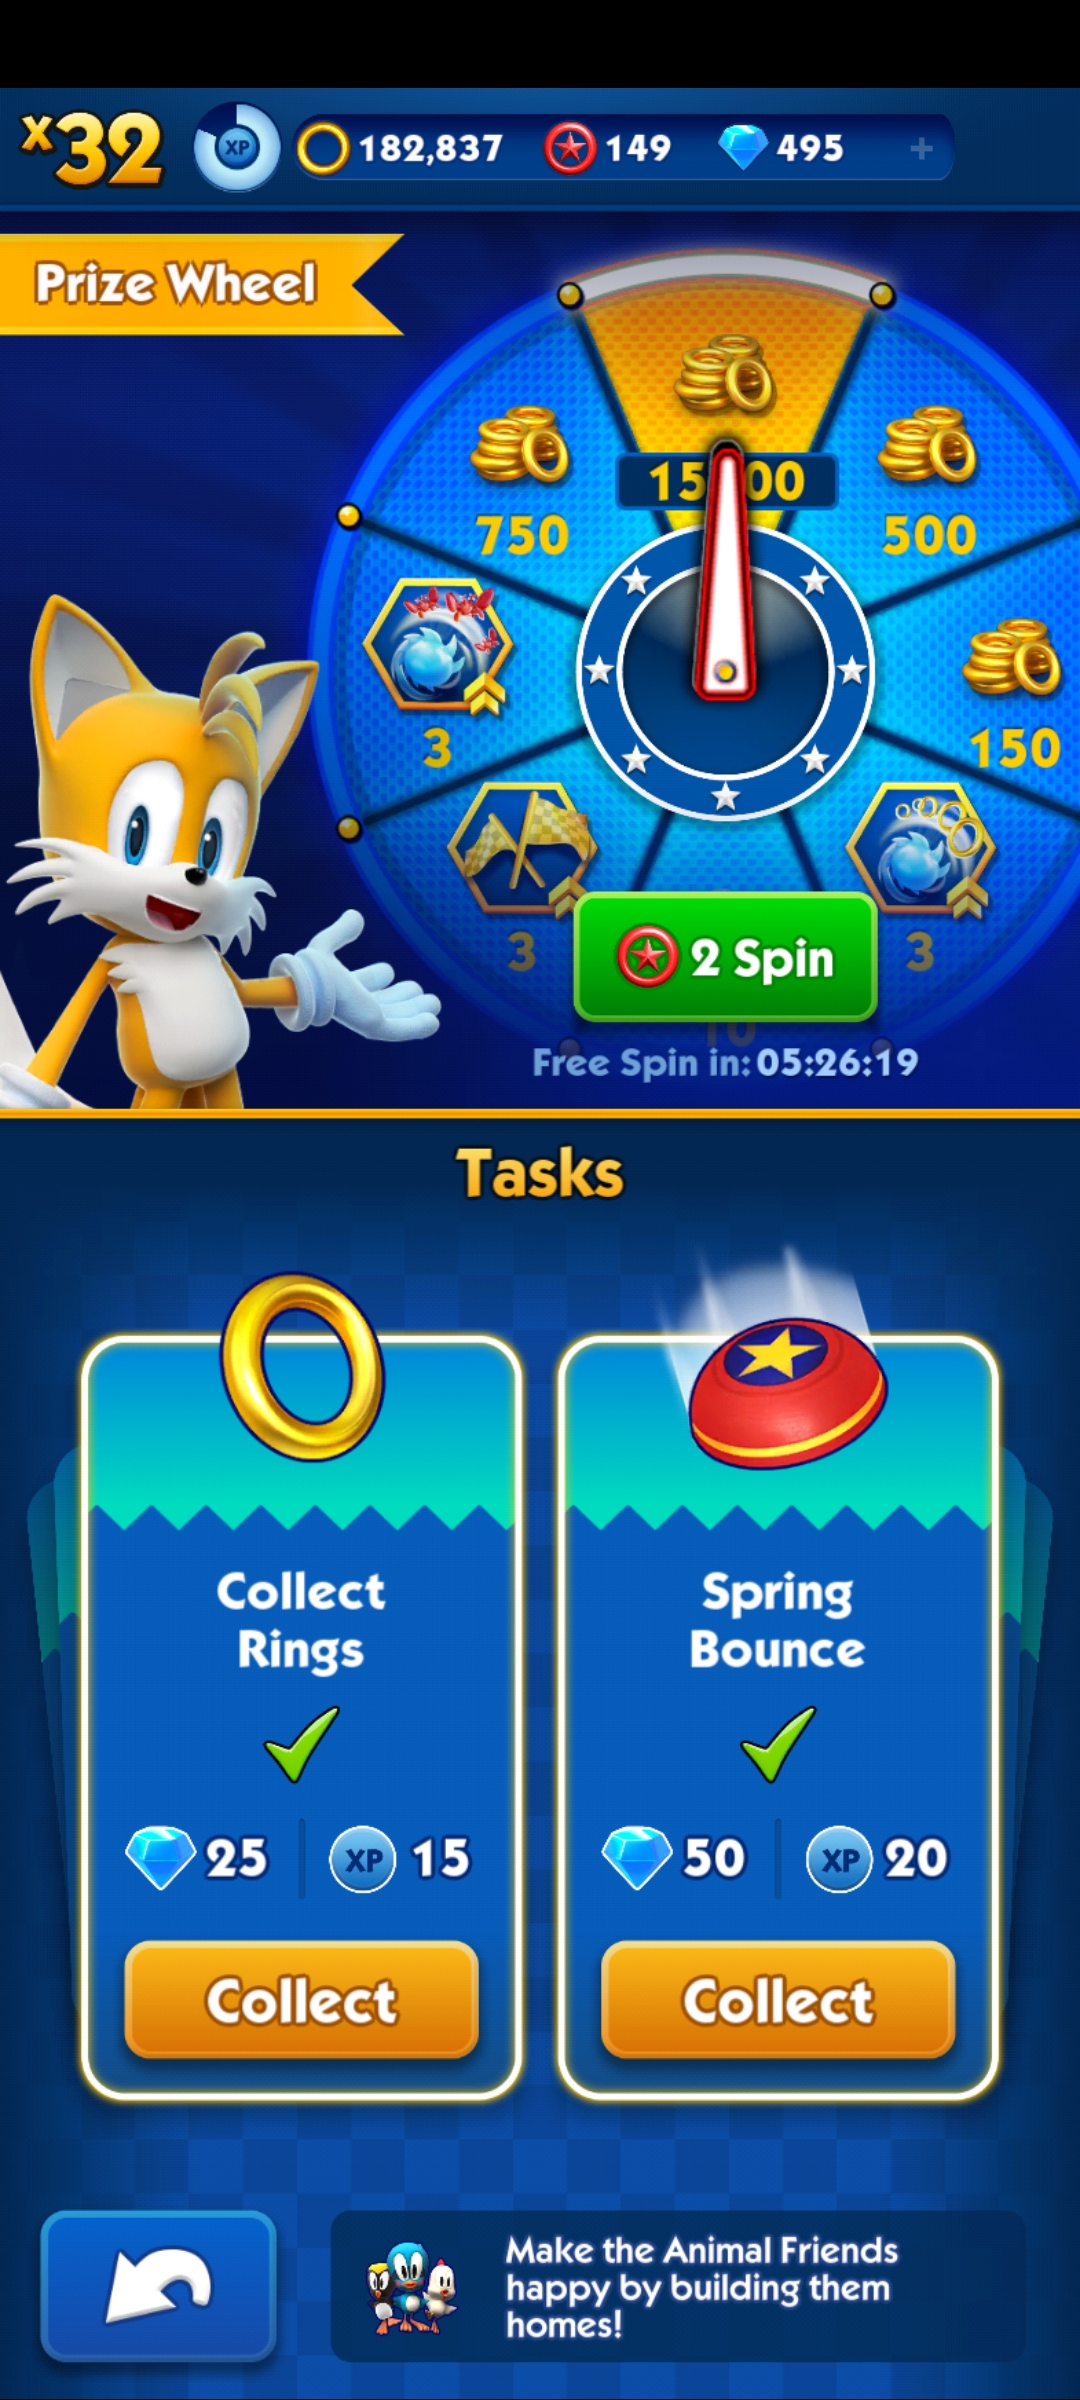 x32 XP 182,837 149 495 +
Prize Wheel
750
500
3
150
3
2 Spin
3
10
Free Spin in: 05:26:19
Tasks
Collect
Rings
25 XP 15
Collect
Spring
Bounce
50 XP 20
Collect
Make the Animal Friends
happy by building them
homes!